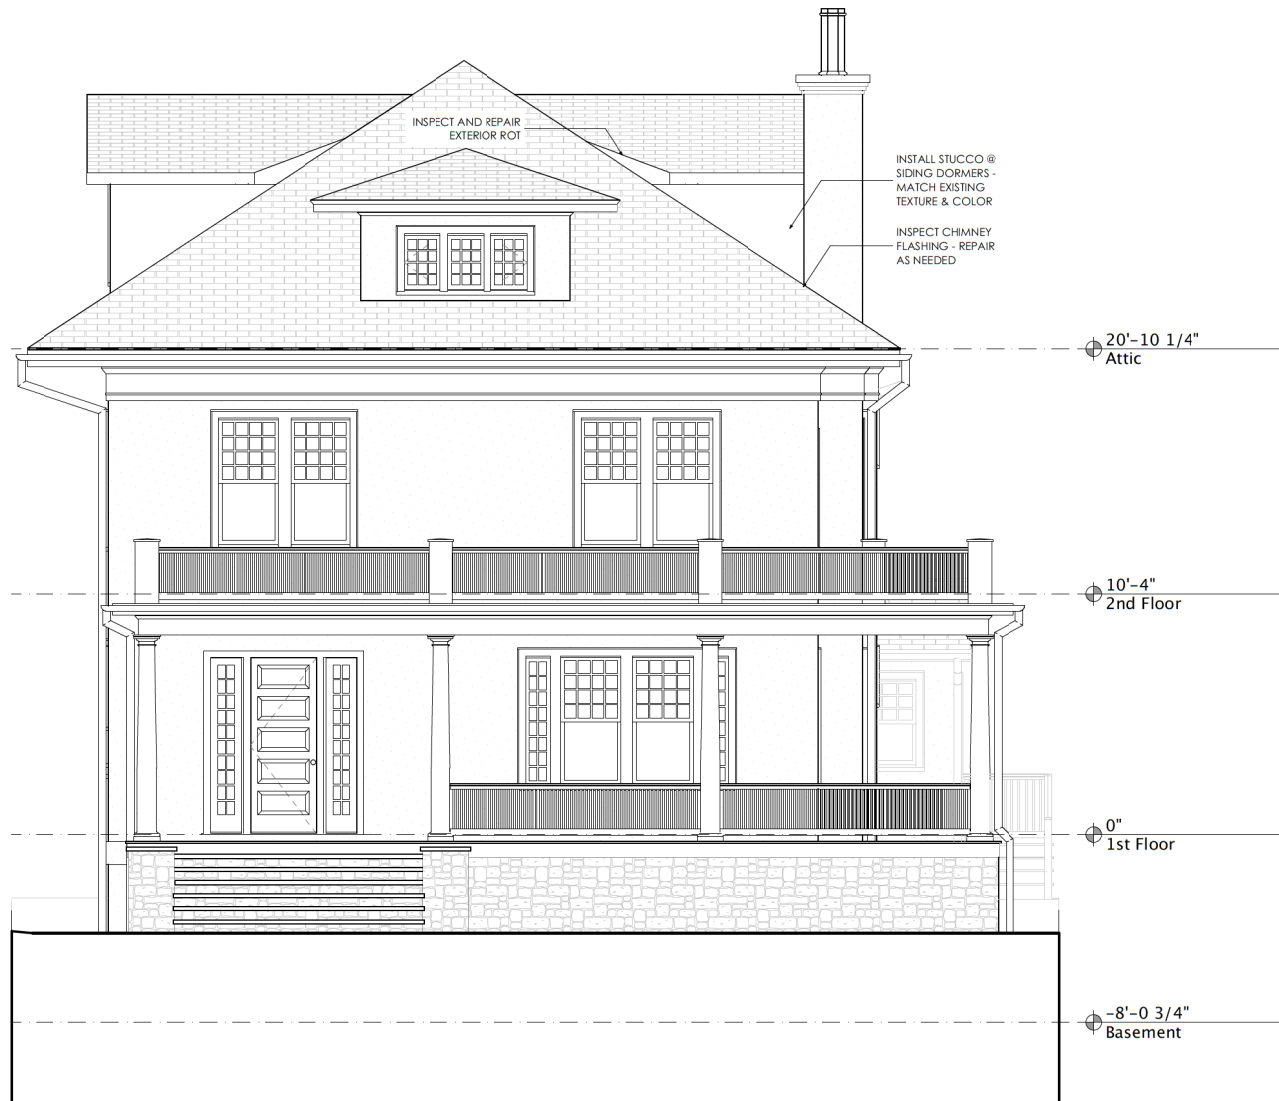 INSPECT AND REPAIR
EXTERIOR ROT
INSTALL STUCCO @
SIDING DORMERS -
MATCH EXISTING
TEXTURE & COLOR
INSPECT CHIMNEY
FLASHING - REPAIR
AS NEEDED
20'-10 1/4"
Attic
10'-4"
2nd Floor
0"
1st Floor
-8'-0 3/4"
Basement